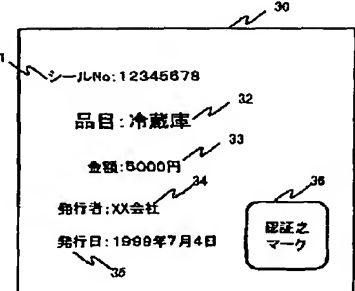 30
1
シールNo:12345678
32
品目:冷蔵庫
33
金額:5000円
34
36
発行者:XX会社
認証之
マーク
発行日:1999年7月4日
35